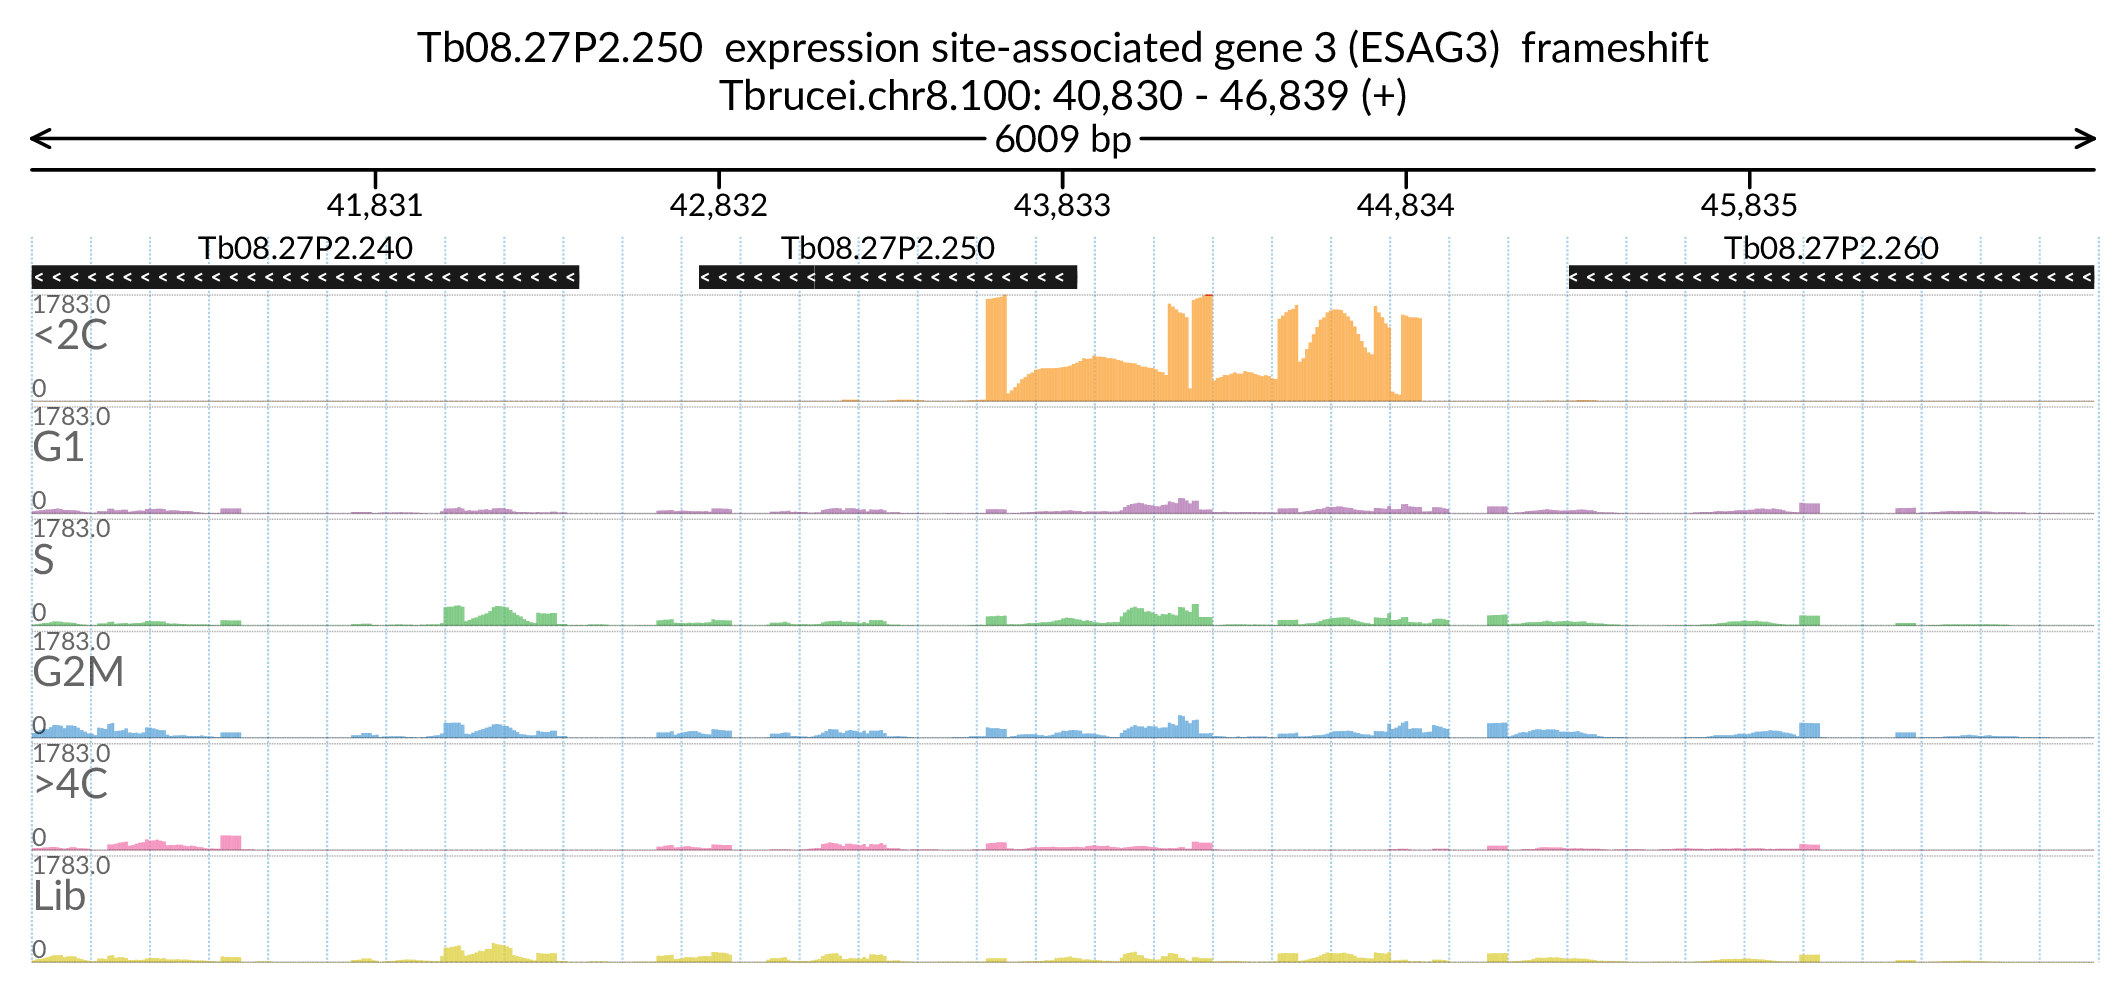 Tb08.27P2.250  expression site-associated gene 3 (ESAG3)  frameshift
Tbrucei.chr8.100: 40,830 - 46,839 (+)
6009 bp
41,831 42,832 43,833 44,834 45,835
Tb08.27P2.240 Tb08.27P2.250 Tb08.27P2.260
1783.0
<2C
0
1783.0
G1
0
1783.0
S
0
1783.0
G2M
0
1783.0
>4C
0
1783.0
Lib
0